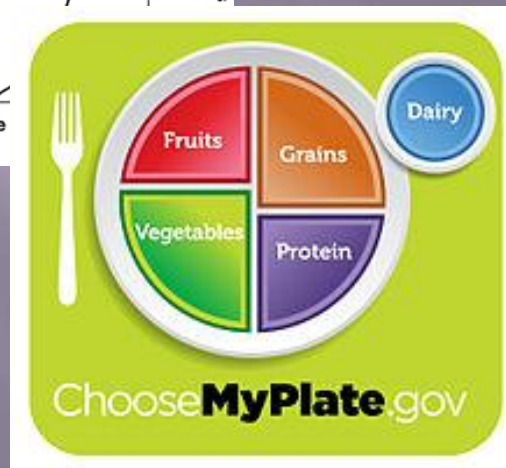 e
Fruits
Grains
Dairy
Vegetables
Protein
ChooseMyPlate.gov